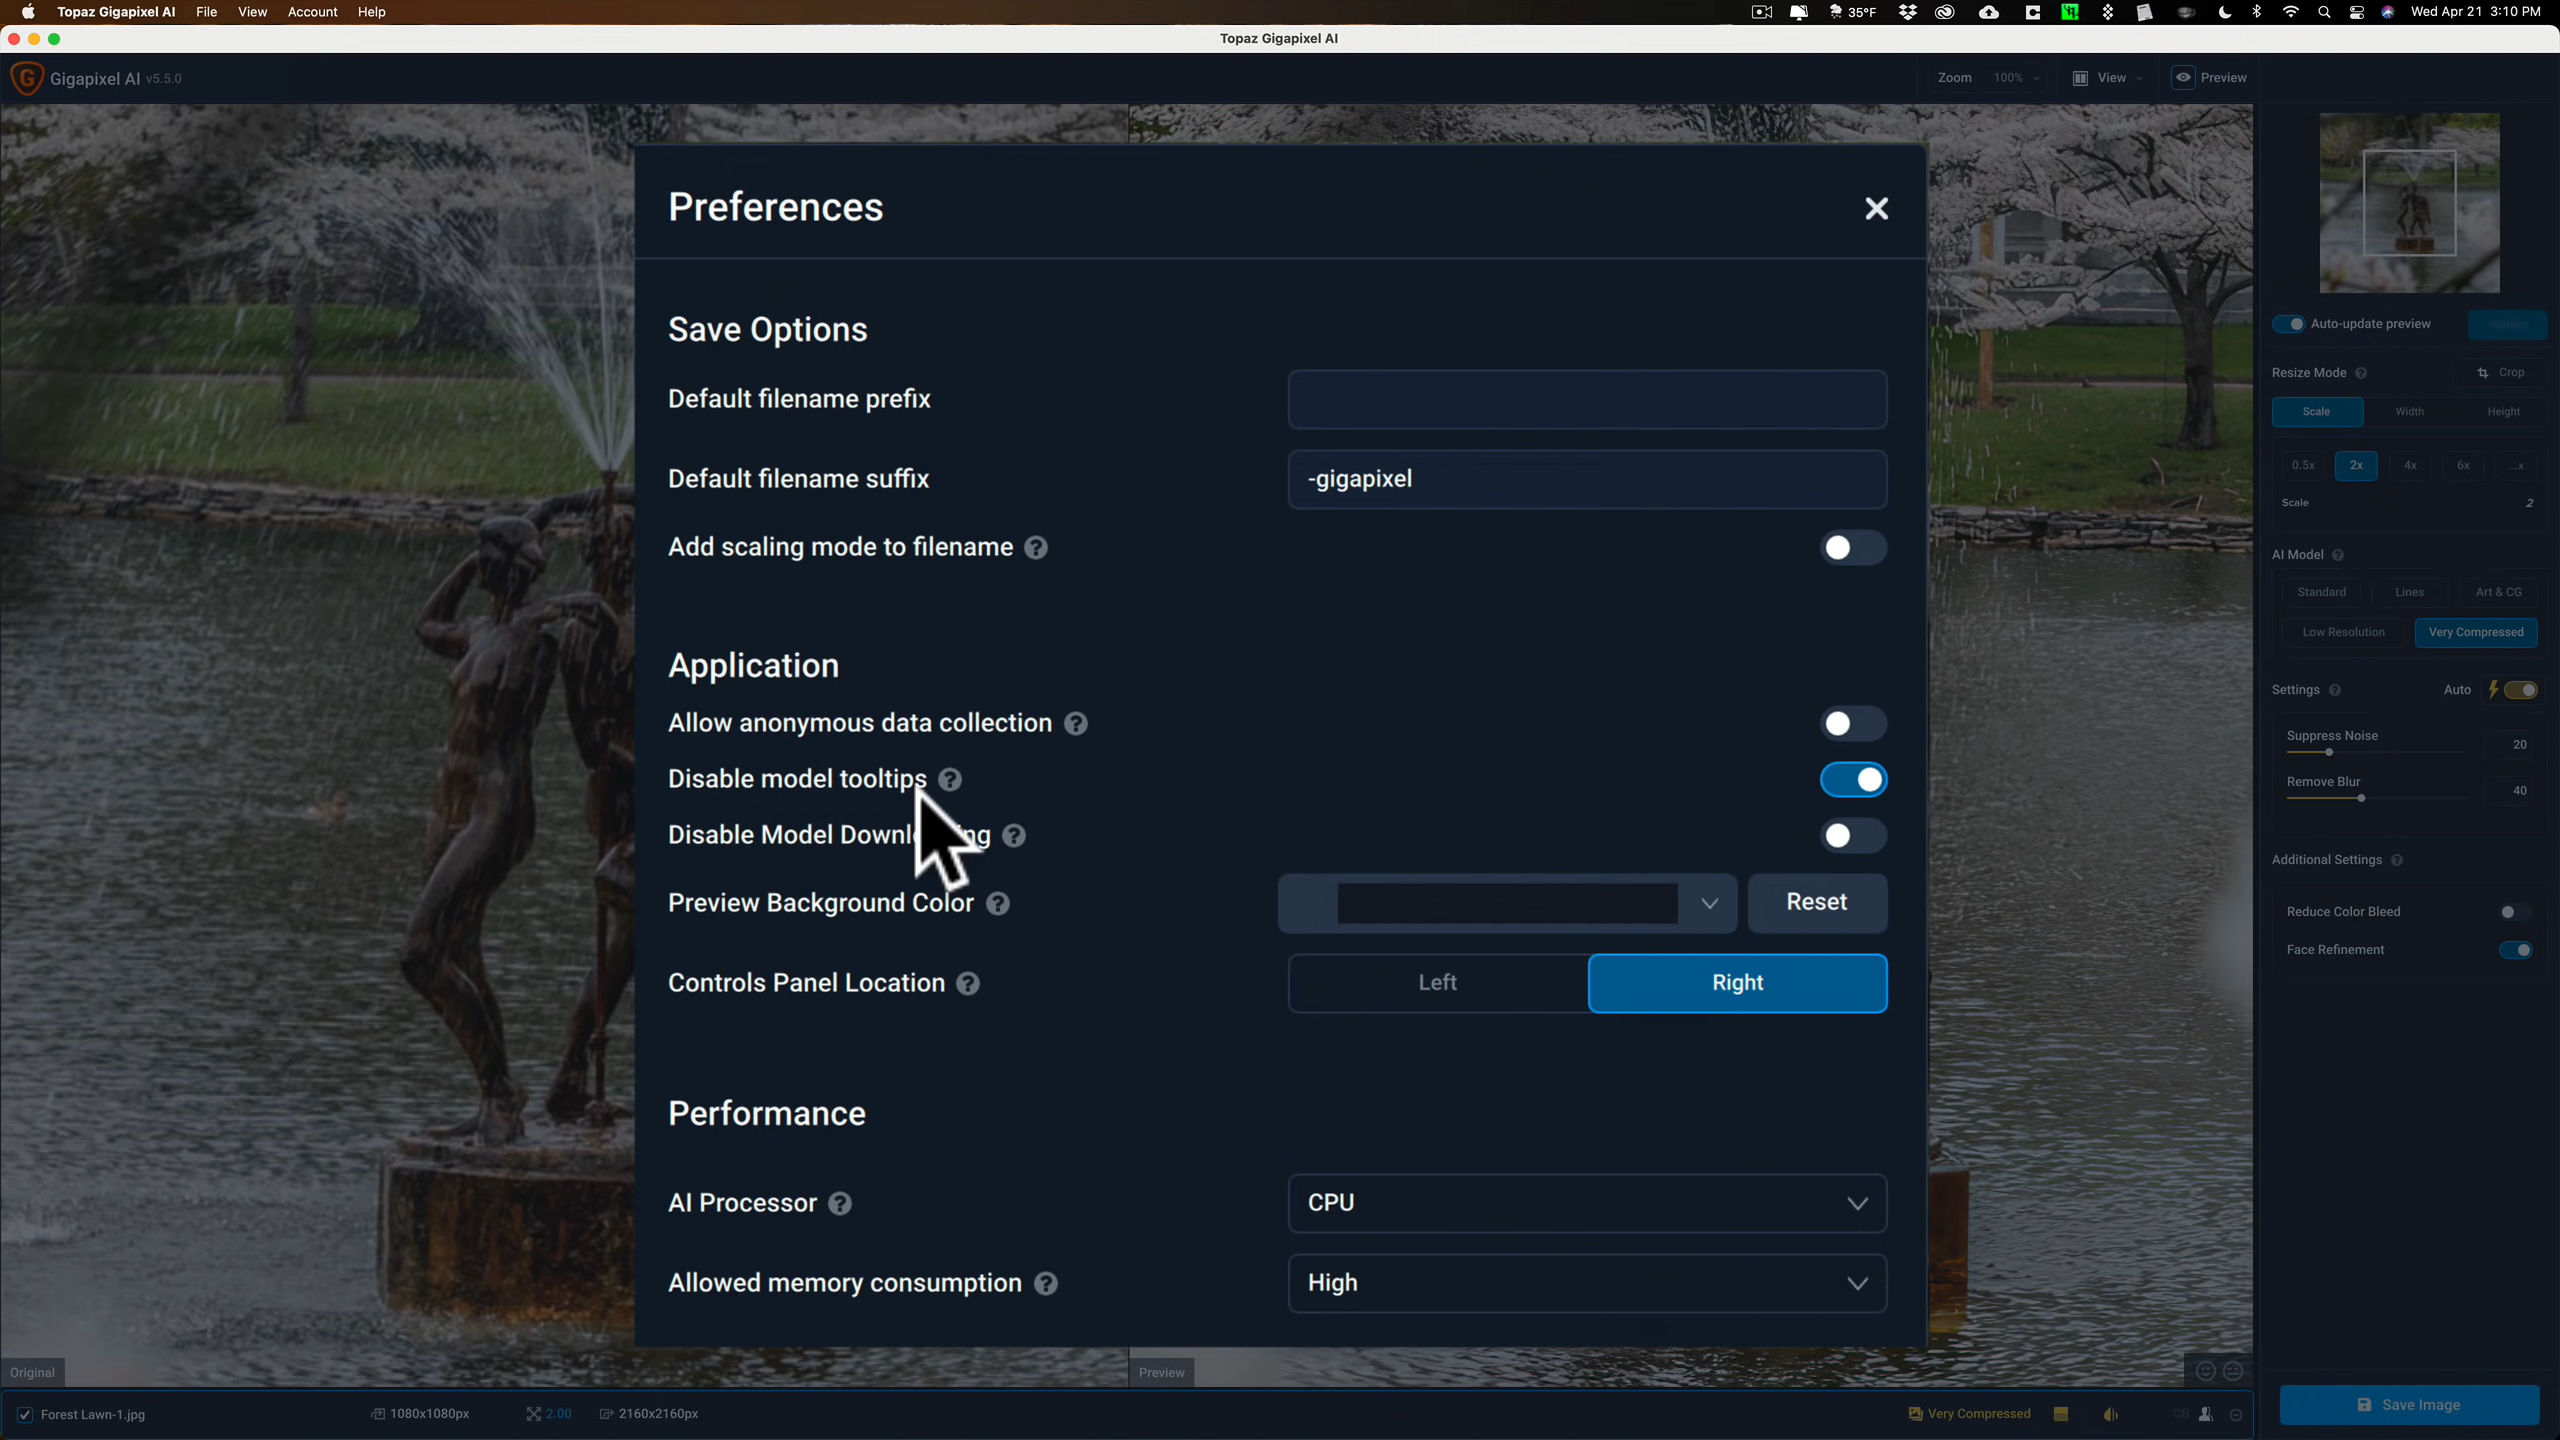 Topaz Gigapixel AI File View Account Help
35°F Wed Apr 21 3:10 PM
Topaz Gigapixel AI
Gigapixel AI v5.5.0
Zoom 100% View Preview
Preferences
Save Options
Default filename prefix
Default filename suffix -gigapixel
Add scaling mode to filename
Application
Allow anonymous data collection
Disable model tooltips
Disable Model
Preview Background Color Reset
Controls Panel Location Left Right
Performance
AI Processor CPU
Allowed memory consumption High
Auto-update preview
Resize Mode Crop
Scale Width Height
0.5x 2x 4x 6x ...x
Scale 2
AI Model
Standard Lines Art & CG
Low Resolution Very Compressed
Settings Auto
Suppress Noise 20
Remove Blur 40
Additional Settings
Reduce Color Bleed
Face Refinement
Original Preview
Forest Lawn-1.jpg 1080x1080px 2.00 2160x2160px Very Compressed CB
Save Image